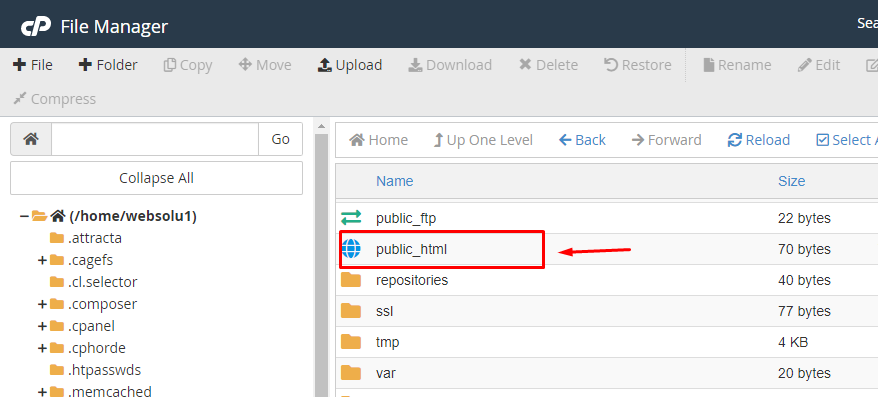 cP File Manager Sea
File Folder Copy Move Upload Download Delete Restore Rename Edit
Compress
Go
Home Up One Level Back Forward Reload Select A
Collapse All
Name Size
(/home/websolu1)
.attracta
.cagefs
.cl.selector
.composer
.cpanel
.cphorde
.htpasswds
.memcached
public_ftp 22 bytes
public_html 70 bytes
repositories 40 bytes
ssl 77 bytes
tmp 4 KB
var 20 bytes